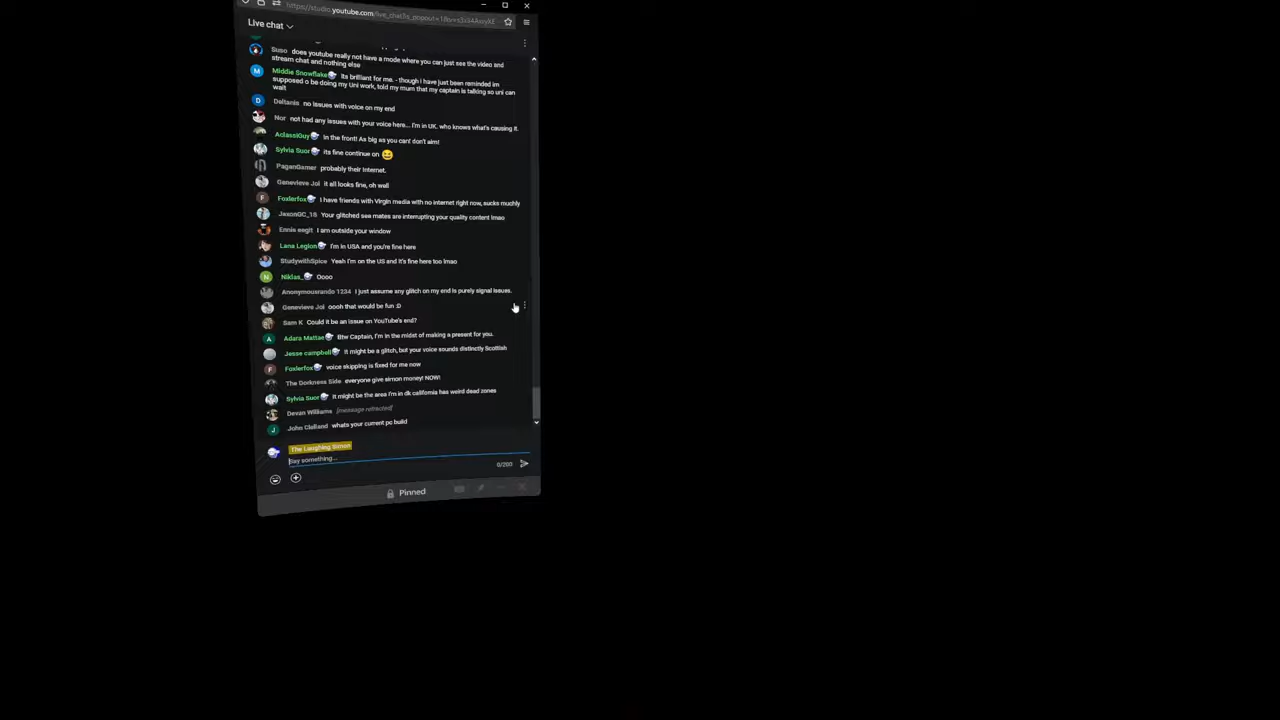 https://studio.youtube.com/live_chat?is_popout=1&
Live chat
Suso does youtube really not have a mode where you can just see the video and
stream chat and nothing else
M Middie Snowflake Its brilliant for me. - though i have just been reminded im
supposed o be doing my Uni work, told my mum that my captain is talking so uni can
wait!
D Deltanis no issues with voice on my end
Nor not had any issues with your voice here... I'm in UK. who knows what's causing it.
AclassiGuy In the front! As big as you can! don't aim!
Sylvia Suor its fine continue on 😆
PaganGamer probably their internet.
Genevieve Jol it all looks fine, oh well
F Foxlerfox I have friends with Virgin media with no internet right now, sucks muchly
JasonGC_18 Your glitched see mates are interrupting your quality content lmao
Ennis eegit I am outside your window
Lana Legion I'm in USA and you're fine here
StudywithSpice Yeah I'm on the US and it's fine here too lmao
N Niklas_ Oooo
Anonymousrando 1234 I just assume any glitch on my end is purely signal issues.
Genevieve Jol oooh that would be fun :D
Sam K Could it be an issue on YouTube's end?
A Adara Mattae Btw Captain, I'm in the midst of making a present for you.
Jesse campbell It might be a glitch, but your voice sounds distinctly Scottish
F Foxlerfox voice skipping is fixed for me now
The Dorkness Side everyone give simon money! NOW!
Sylvia Suor It might be the area I'm in dk california has weird dead zones
Devan Williams [message retracted]
J John Clelland whats your current pc build
The Laughing Simon
Say something...
0/200
Pinned